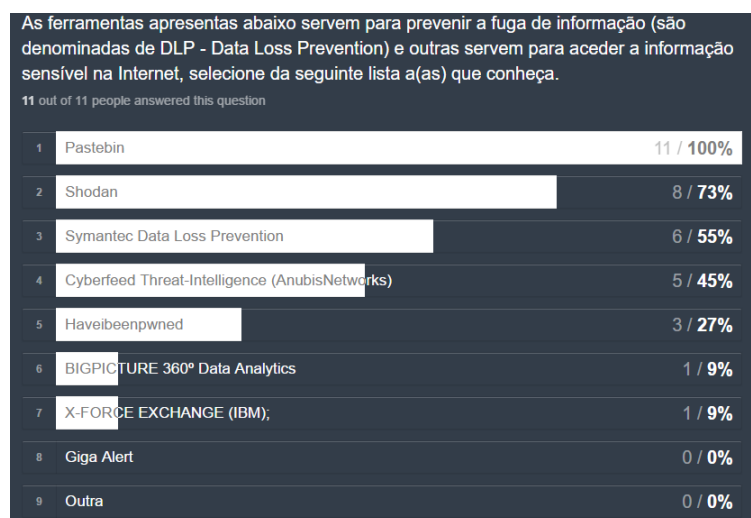 As ferramentas apresentas abaixo servem para prevenir a fuga de informação (são
denominadas de DLP - Data Loss Prevention) e outras servem para aceder a informação
sensível na Internet, selecione da seguinte lista a(as) que conheça.
11 out of 11 people answered this question
1 Pastebin 11 / 100%
2 Shodan 8 / 73%
3 Symantec Data Loss Prevention 6 / 55%
4 Cyberfeed Threat-Intelligence (AnubisNetworks) 5 / 45%
5 Haveibeenpwned 3 / 27%
6 BIGPICTURE 360º Data Analytics 1 / 9%
7 X-FORCE EXCHANGE (IBM); 1 / 9%
8 Giga Alert 0 / 0%
9 Outra 0 / 0%